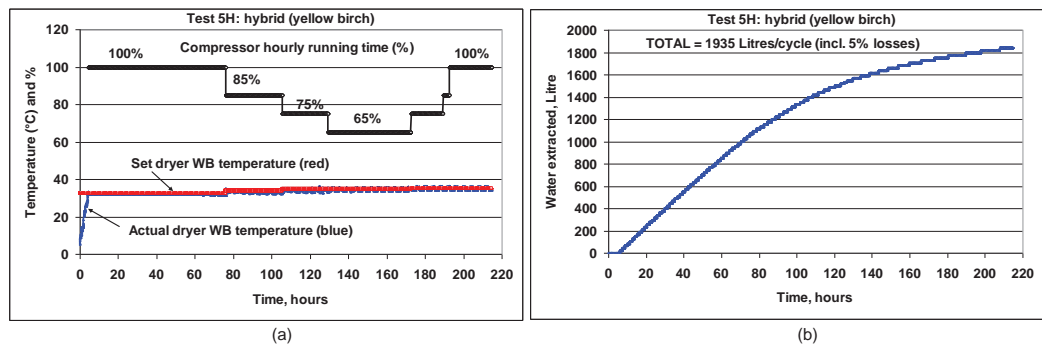 Test 5H: hybrid (yellow birch)
120
100
80
60
40
20
0
Temperature (°C) and %
100%
Compressor hourly running time (%)
100%
85%
75%
65%
Set dryer WB temperature (red)
Actual dryer WB temperature (blue)
0 20 40 60 80 100 120 140 160 180 200 220
Time, hours
(a)
Test 5H: hybrid (yellow birch)
TOTAL = 1935 Litres/cycle (incl. 5% losses)
2000
1800
1600
1400
1200
1000
800
600
400
200
0
Water extracted, Litre
0 20 40 60 80 100 120 140 160 180 200 220
Time, hours
(b)